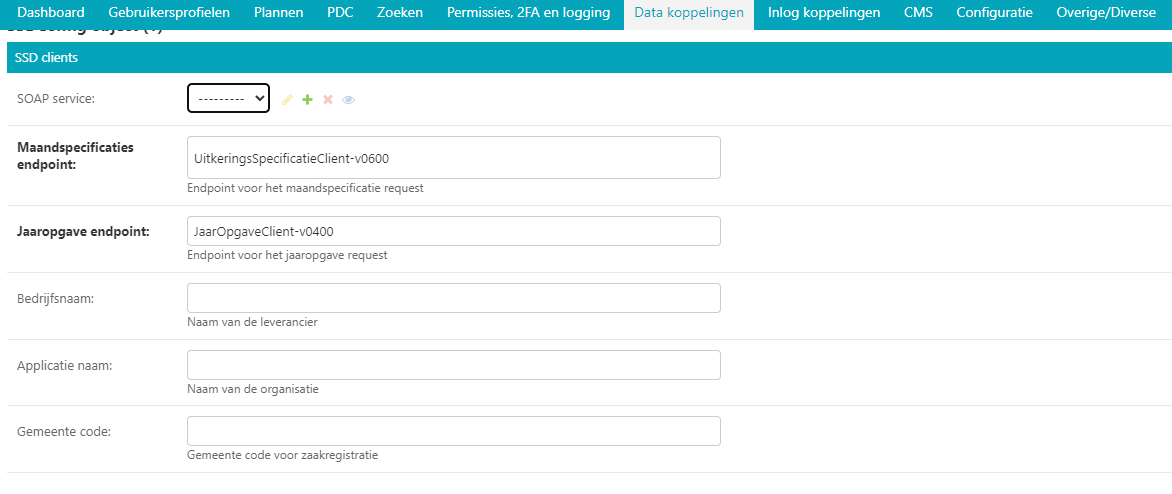 Dashboard Gebruikersprofielen Plannen PDC Zoeken Permissies, 2FA en logging Data koppelingen Inlog koppelingen CMS Configuratie Overige/Diverse
SSD clients
SOAP service: ---------
Maandspecificaties
endpoint:
UitkeringsSpecificatieClient-v0600
Endpoint voor het maandspecificatie request
Jaaropgave endpoint: JaarOpgaveClient-v0400
Endpoint voor het jaaropgave request
Bedrijfsnaam:
Naam van de leverancier
Applicatie naam:
Naam van de organisatie
Gemeente code:
Gemeente code voor zaakregistratie